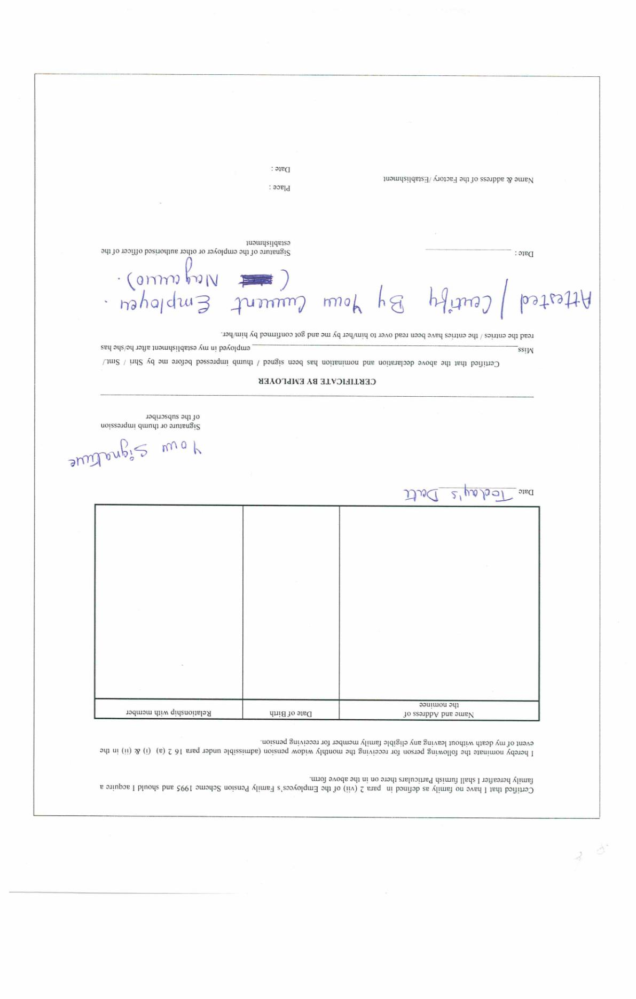 Certified that I have no family as defined in para 2 (vii) of the Employees's Family Pension Scheme 1995 and should I acquire a
family hereafter I shall furnish Particulars there on in the above form.
I hereby nominate the following person for receiving the monthly widow pension (admissible under para 16 2 (a) (i) & (ii) in the
event of my death without leaving any eligible family member for receiving pension.
Name and Address of
the nominee
Date of Birth
Relationship with member
Date Today's Date
Your Signature
Signature or thumb impression
of the subscriber
CERTIFICATE BY EMPLOYER
Certified that the above declaration and nomination has been signed / thumb impressed before me by Shri / Smt./
Miss employed in my establishment after he/she has
read the entries / the entries have been read over to him/her by me and got confirmed by him/her.
Attested / Certify By Your Current Employer.
( Nagarro).
Date :
Signature of the employer or other authorised officer of the
establishment
Name & address of the Factory /Establishment
Place :
Date :